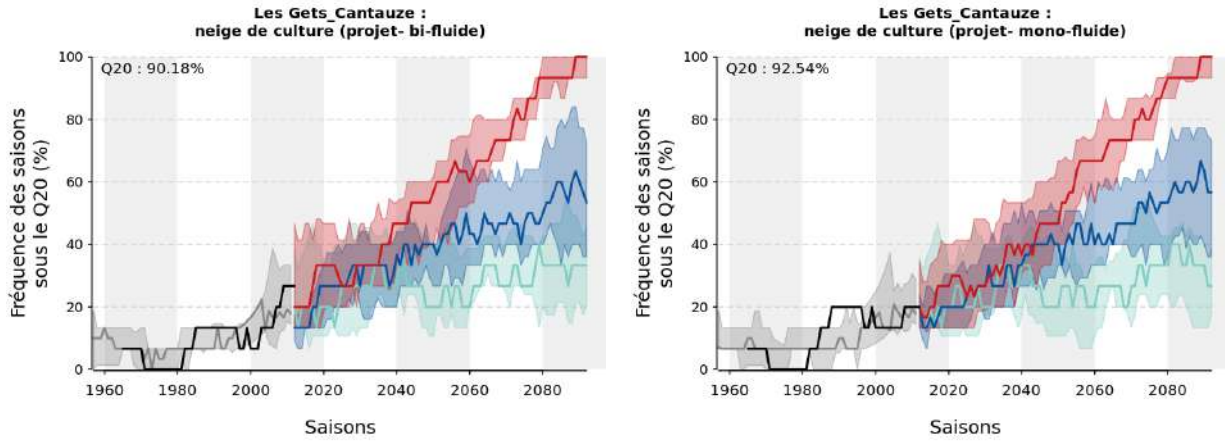 Les Gets_Cantauze :
neige de culture (projet- bi-fluide)
Q20 : 90.18%
Fréquence des saisons
sous le Q20 (%)
100
80
60
40
20
0
1960 1980 2000 2020 2040 2060 2080
Saisons
Les Gets_Cantauze :
neige de culture (projet- mono-fluide)
Q20 : 92.54%
Fréquence des saisons
sous le Q20 (%)
100
80
60
40
20
0
1960 1980 2000 2020 2040 2060 2080
Saisons